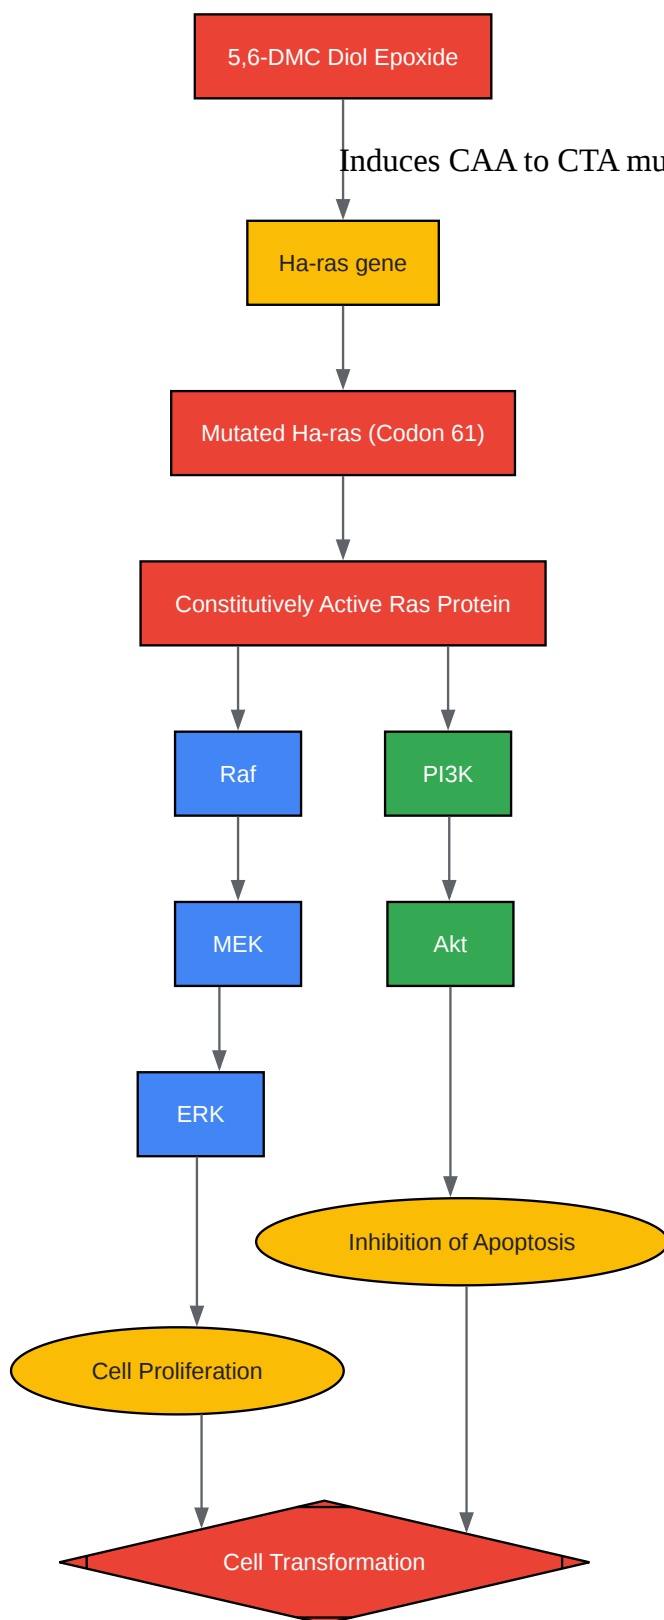 5,6-DMC Diol Epoxide
Induces CAA to CTA
Ha-ras gene
Mutated Ha-ras (Codon 61)
Constitutively Active Ras Protein
Raf
PI3K
MEK
Akt
ERK
Inhibition of Apoptosis
Cell Proliferation
Cell Transformation